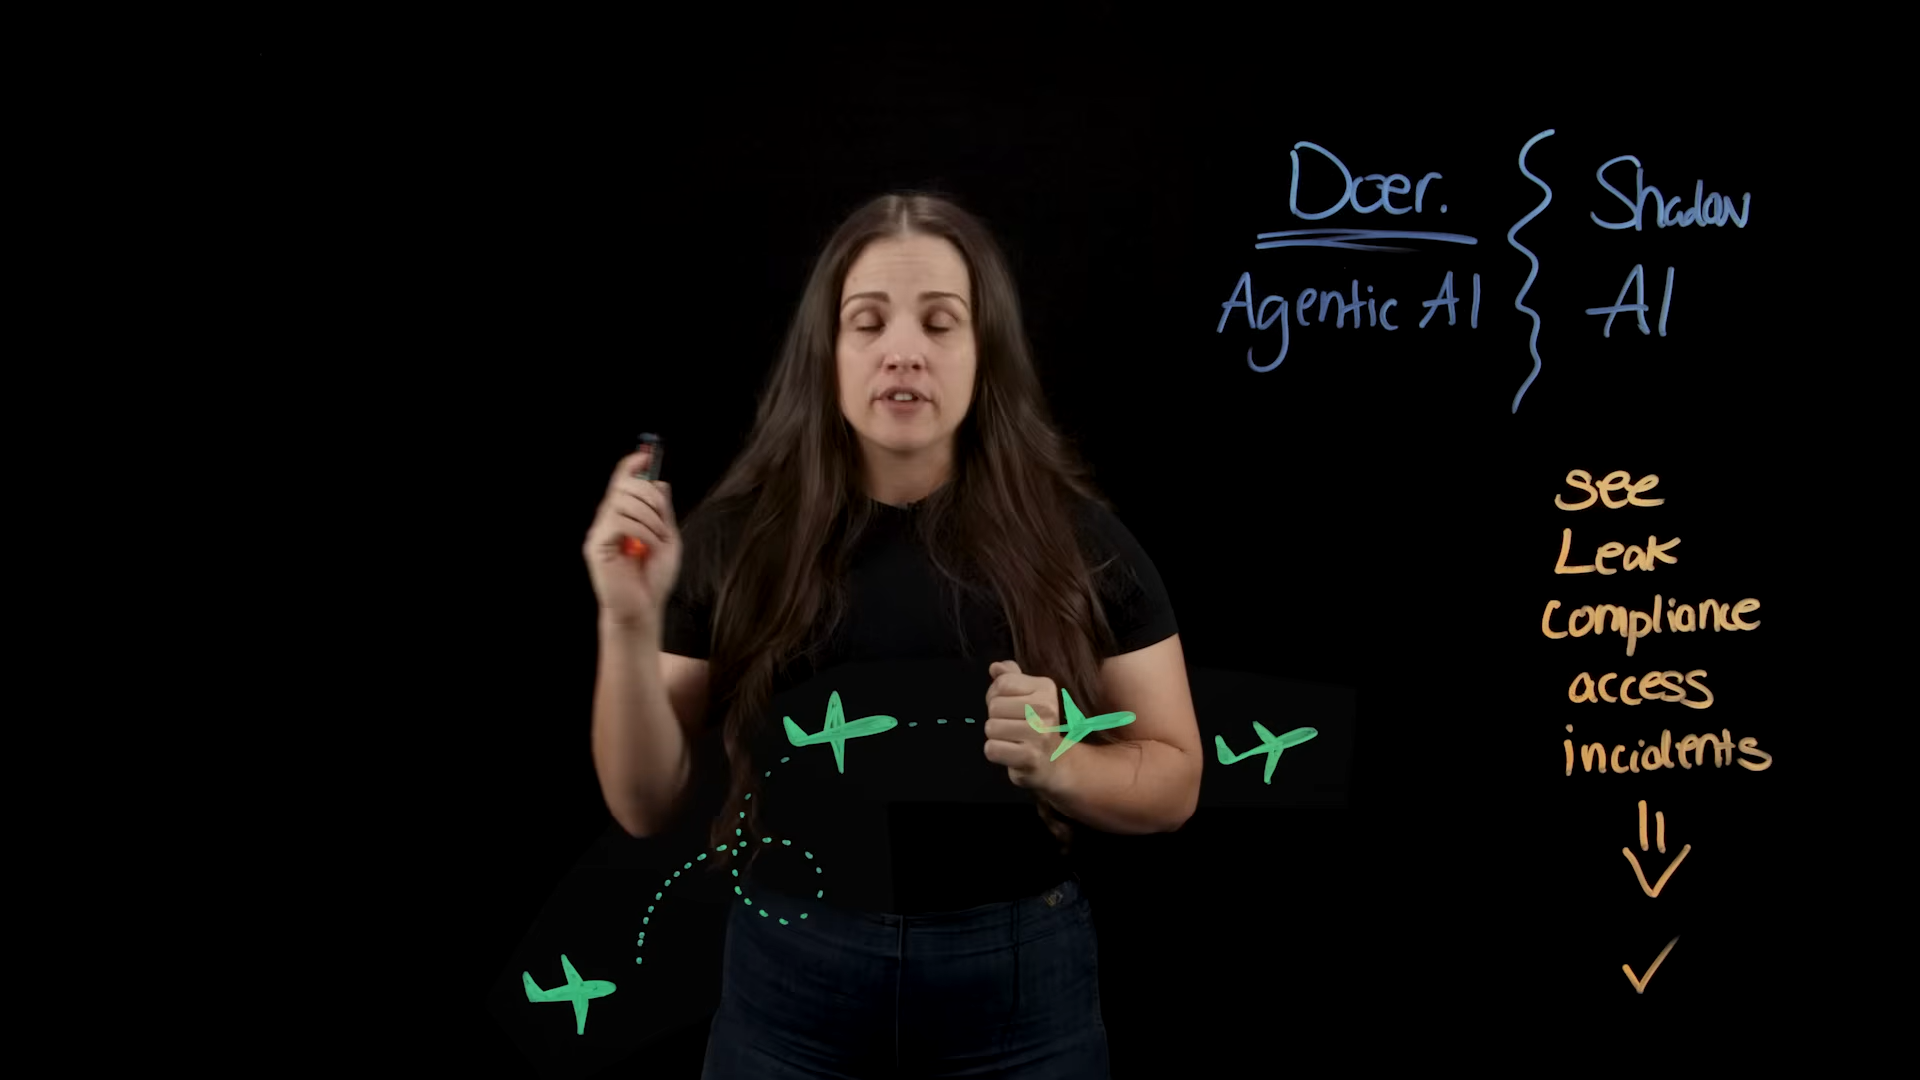 Doer.
Agentic AI
Shadow
AI
see
Leak
compliance
access
incidents